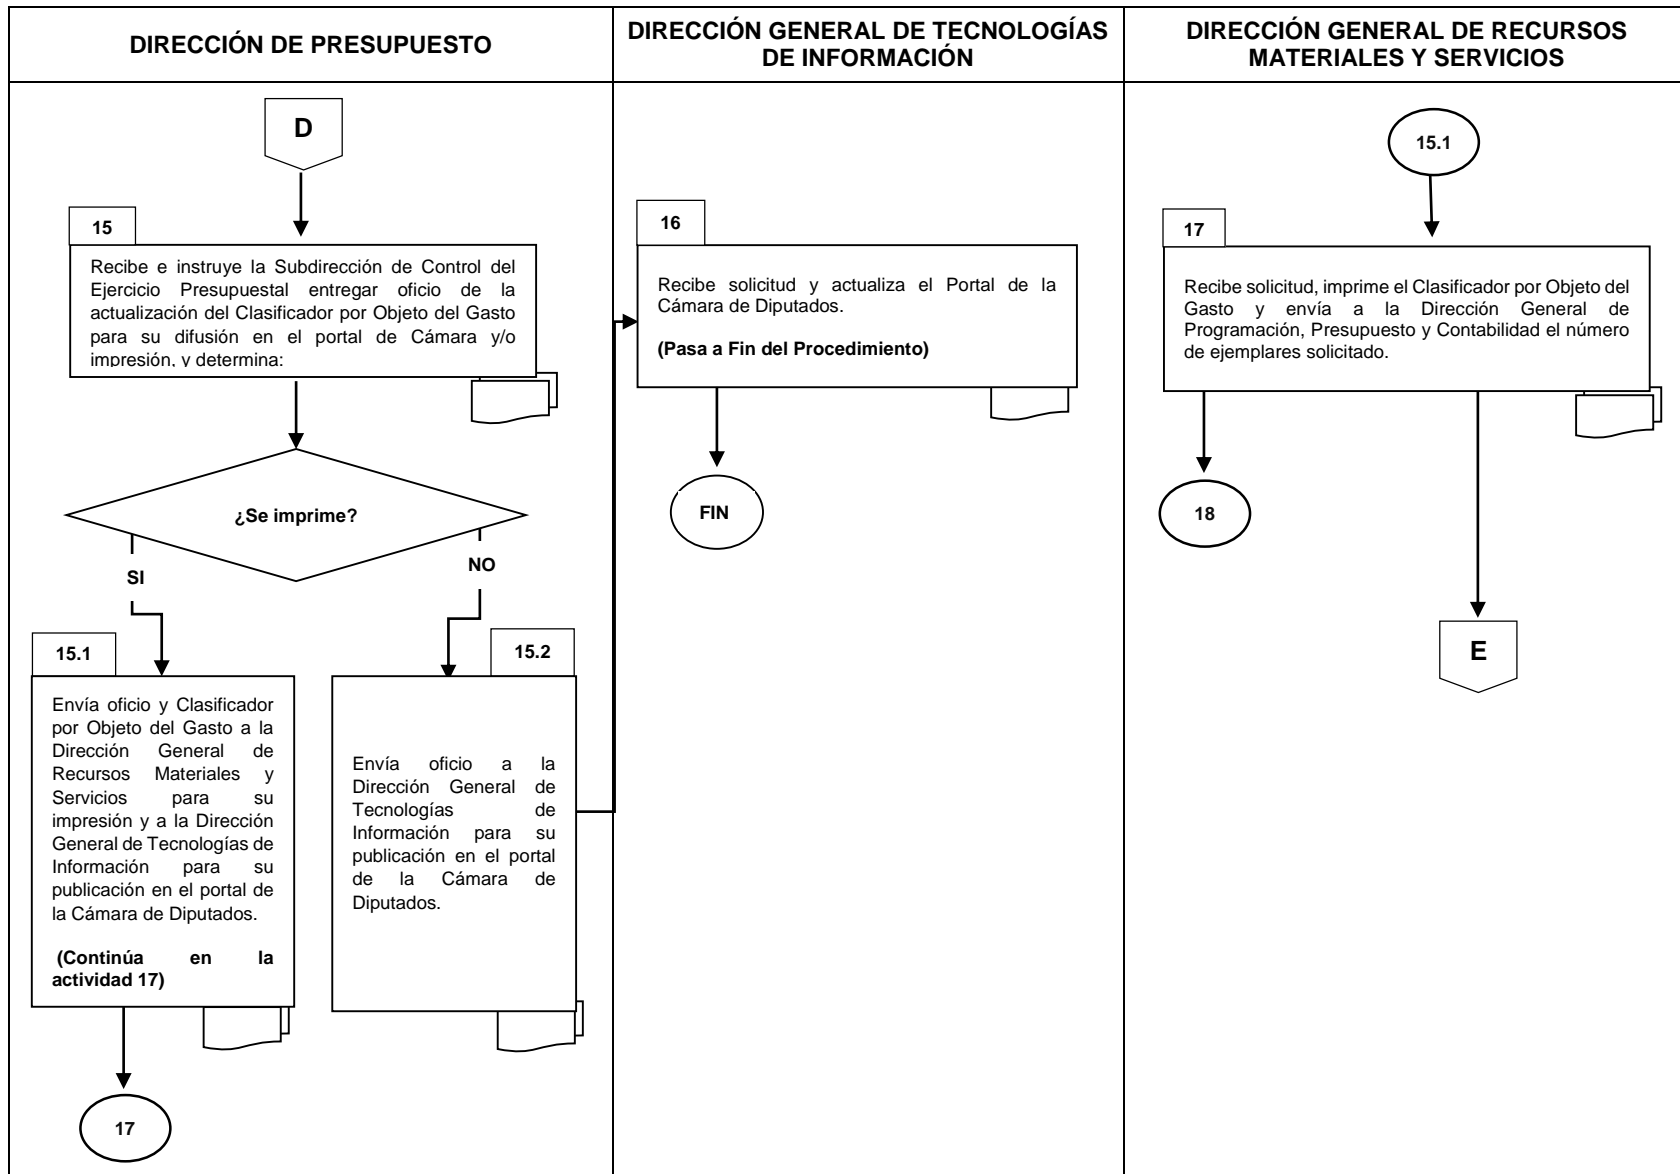 DIRECCIÓN DE PRESUPUESTO
DIRECCIÓN GENERAL DE TECNOLOGÍAS
DE INFORMACIÓN
DIRECCIÓN GENERAL DE RECURSOS
MATERIALES Y SERVICIOS
D
15
Recibe e instruye la Subdirección de Control del
Ejercicio Presupuestal entregar oficio de la
actualización del Clasificador por Objeto del Gasto
para su difusión en el portal de Cámara y/o
impresión, y determina:
¿Se imprime?
SI
NO
15.1
Envía oficio y Clasificador
por Objeto del Gasto a la
Dirección General de
Recursos Materiales y
Servicios para su
impresión y a la Dirección
General de Tecnologías de
Información para su
publicación en el portal de
la Cámara de Diputados.
(Continúa en la
actividad 17)
17
15.2
Envía oficio a la
Dirección General de
Tecnologías de
Información para su
publicación en el portal
de la Cámara de
Diputados.
16
Recibe solicitud y actualiza el Portal de la
Cámara de Diputados.
(Pasa a Fin del Procedimiento)
FIN
15.1
17
Recibe solicitud, imprime el Clasificador por Objeto del
Gasto y envía a la Dirección General de
Programación, Presupuesto y Contabilidad el número
de ejemplares solicitado.
18
E